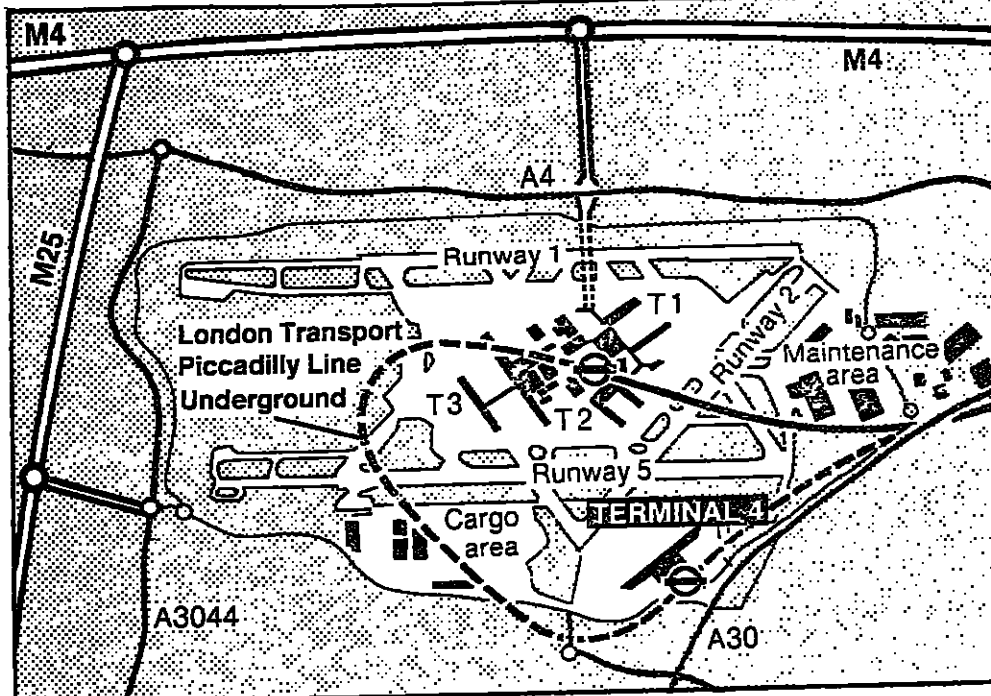 M4
M4
A4
M25
Runway 1
T1
Runway 2
London Transport
Piccadilly Line
Underground
Maintenance
area
T3
T2
Runway 5
TERMINAL 4
Cargo
area
A3044
A30